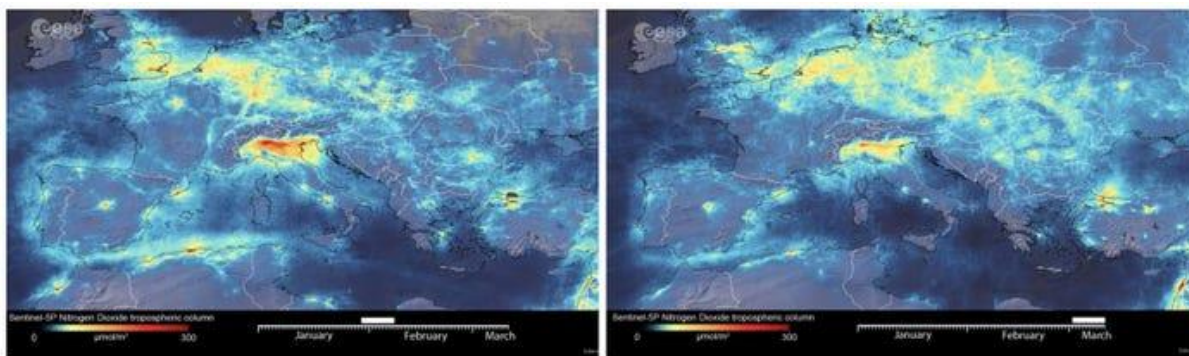 esa
Sentinel-5P Nitrogen Dioxide tropospheric column
0 µmol/m² 300
January February March
esa
Sentinel-5P Nitrogen Dioxide tropospheric column
0 µmol/m² 300
January February March